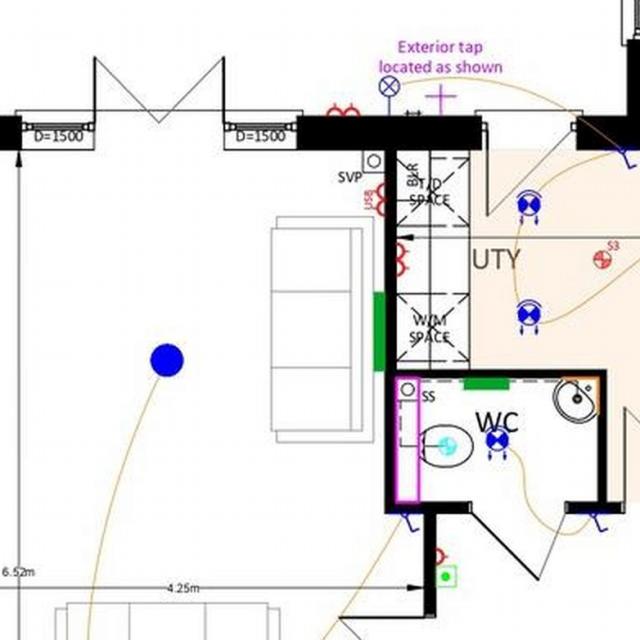 Exterior tap
located as shown
D=1500
D=1500
SVP
BLR
T/D
SPACE
USB
UTY
S3
W/M
SPACE
SS
WC
6.52m
4.25m